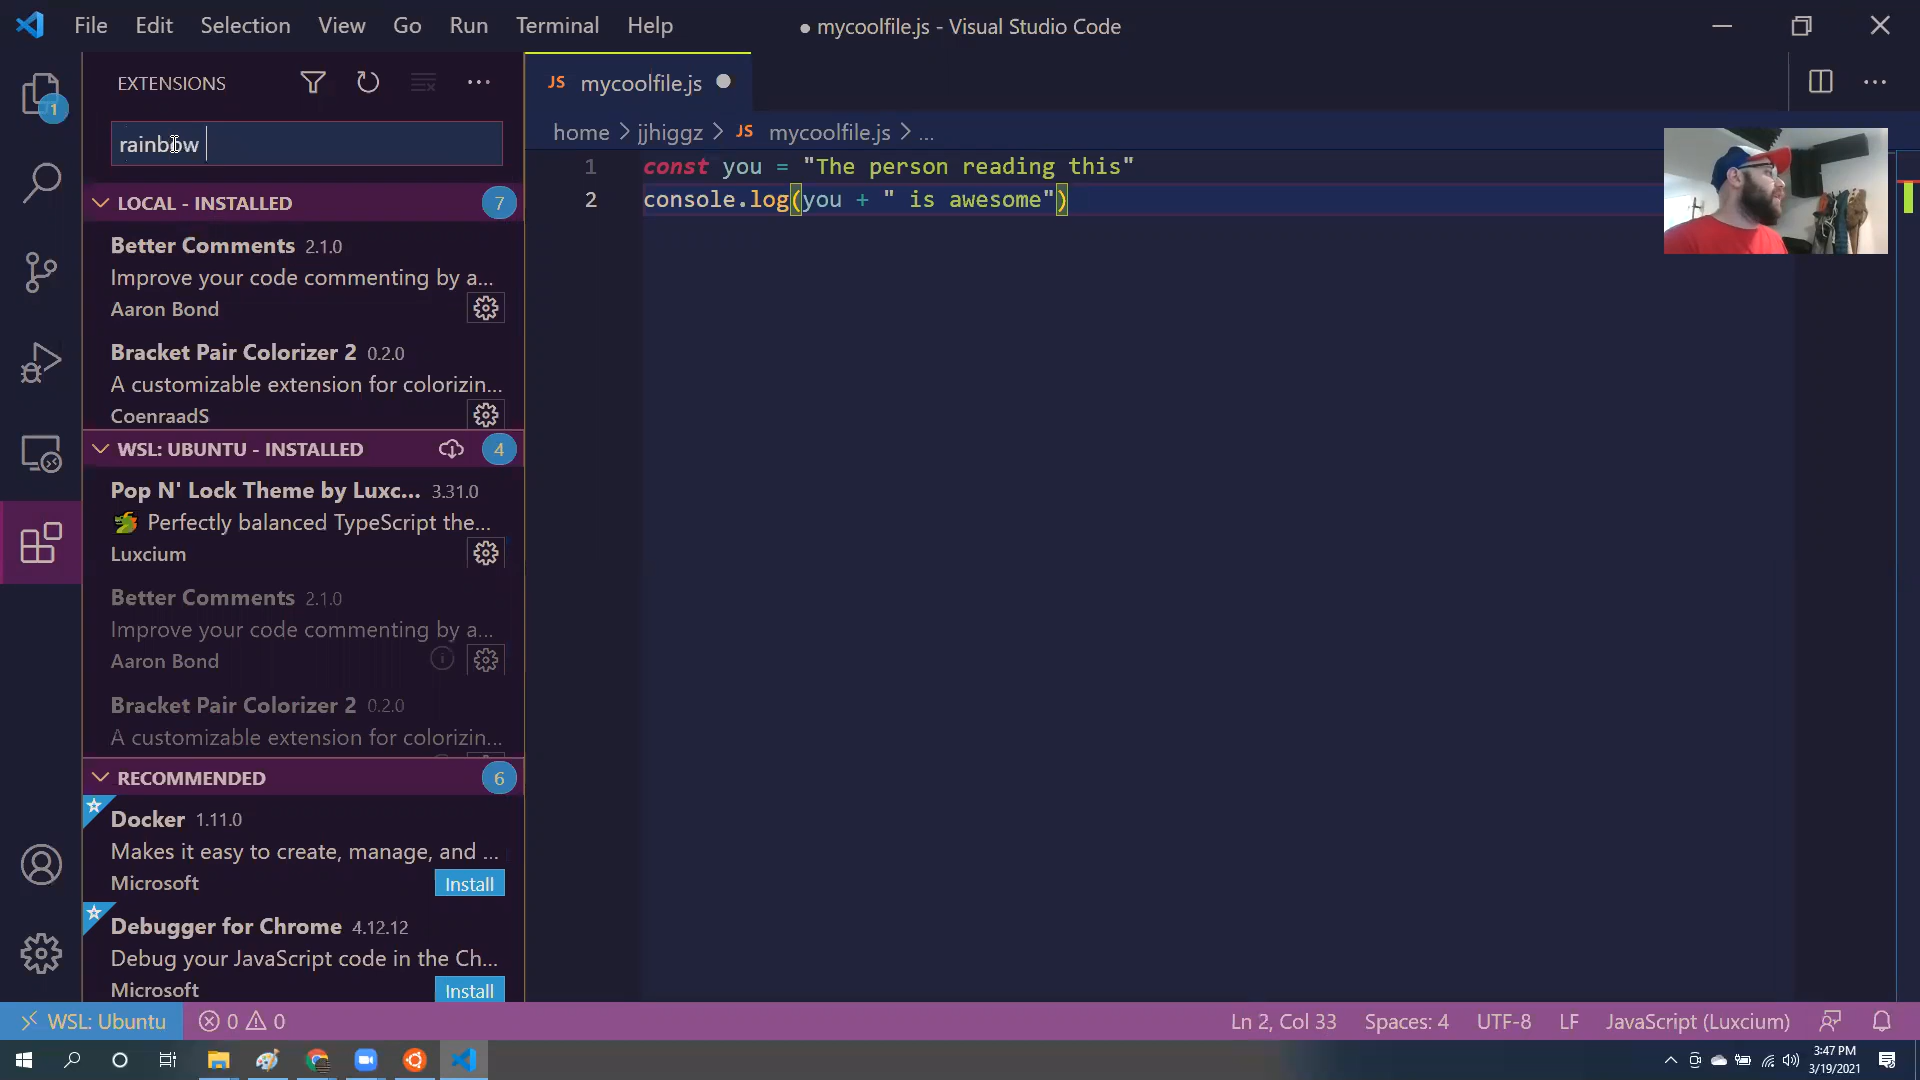 File Edit Selection View Go Run Terminal Help
● mycoolfile.js - Visual Studio Code
EXTENSIONS
1
rainbow
LOCAL - INSTALLED 7
Better Comments 2.1.0
Improve your code commenting by a...
Aaron Bond
Bracket Pair Colorizer 2 0.2.0
A customizable extension for colorizin...
CoenraadS
WSL: UBUNTU - INSTALLED 4
Pop N' Lock Theme by Luxc... 3.31.0
Perfectly balanced TypeScript the...
Luxcium
Better Comments 2.1.0
Improve your code commenting by a...
Aaron Bond
Bracket Pair Colorizer 2 0.2.0
A customizable extension for colorizin...
RECOMMENDED 6
Docker 1.11.0
Makes it easy to create, manage, and ...
Microsoft Install
Debugger for Chrome 4.12.12
Debug your JavaScript code in the Ch...
Microsoft Install
JS mycoolfile.js
home > jjhiggz > JS mycoolfile.js > ...
1 const you = "The person reading this"
2 console.log(you + " is awesome")
WSL: Ubuntu 0 0 Ln 2, Col 33 Spaces: 4 UTF-8 LF JavaScript (Luxcium)
3:47 PM
3/19/2021